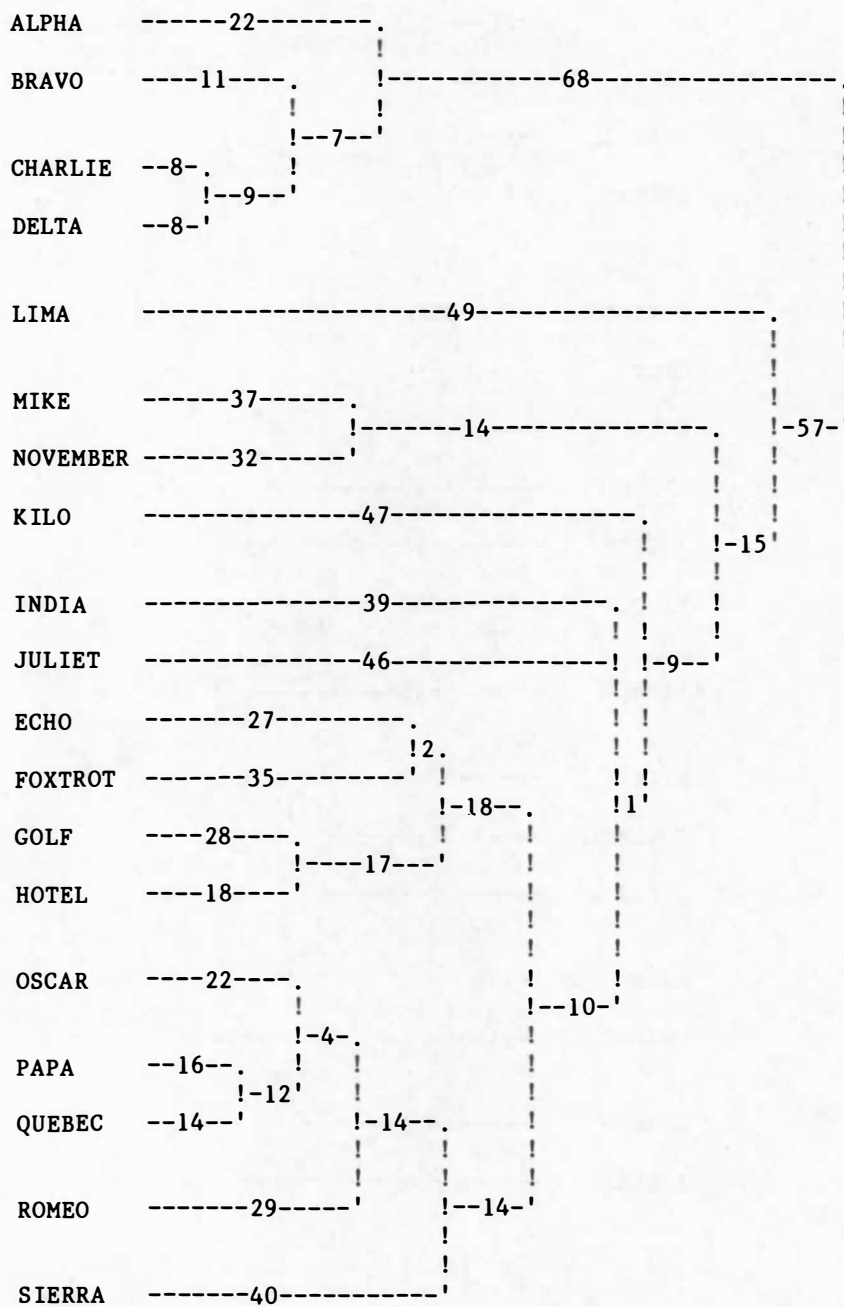 ALPHA ------22--------.
BRAVO ----11----. !-----------68-----------------.
!--7--'
CHARLIE --8-. !
!--9--'
DELTA --8-'
LIMA ---------------------49--------------------.
MIKE ------37------.
!-------14--------. !-57-'
NOVEMBER ------32------'
KILO ---------------47-----------------.
!-15'
INDIA ---------------39---------------.
JULIET ---------------46---------------! !-9--'
ECHO -------27---------.
!2.
FOXTROT -------35---------'
!-18--. !1'
GOLF ----28----.
!----17---'
HOTEL ----18----'
OSCAR ----22----.
!--10-'
!-4-.
PAPA --16--.
!-12'
QUEBEC --14--' !-14--.
ROMEO -------29-----' !--14-'
SIERRA -------40-----------'